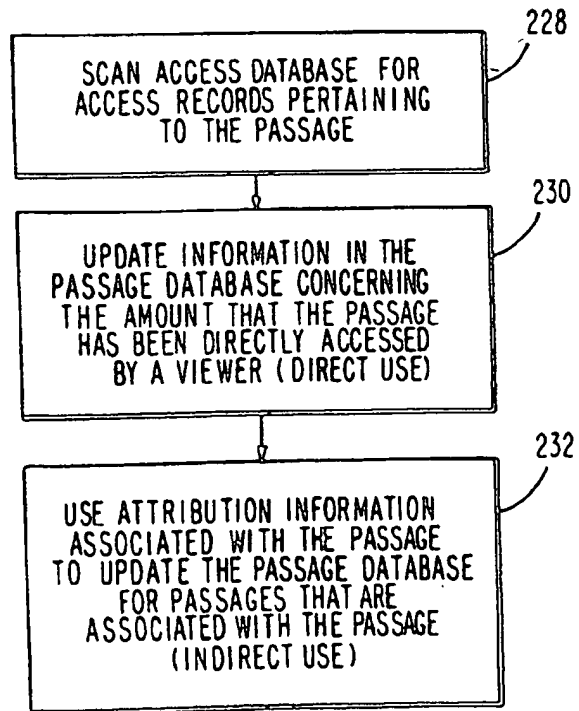 228
SCAN ACCESS DATABASE FOR
ACCESS RECORDS PERTAINING
TO THE PASSAGE
230
UPDATE INFORMATION IN THE
PASSAGE DATABASE CONCERNING
THE AMOUNT THAT THE PASSAGE
HAS BEEN DIRECTLY ACCESSED
BY A VIEWER (DIRECT USE)
232
USE ATTRIBUTION INFORMATION
ASSOCIATED WITH THE PASSAGE
TO UPDATE THE PASSAGE DATABASE
FOR PASSAGES THAT ARE
ASSOCIATED WITH THE PASSAGE
(INDIRECT USE)